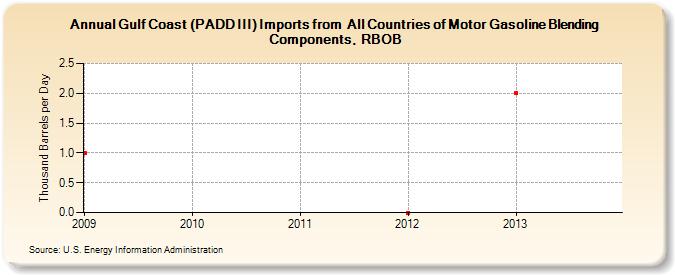 Annual Gulf Coast (PADD III) Imports from All Countries of Motor Gasoline Blending
Components, RBOB
Thousand Barrels per Day
2.5
2.0
1.5
1.0
0.5
0.0
2009 2010 2011 2012 2013
Source: U.S. Energy Information Administration